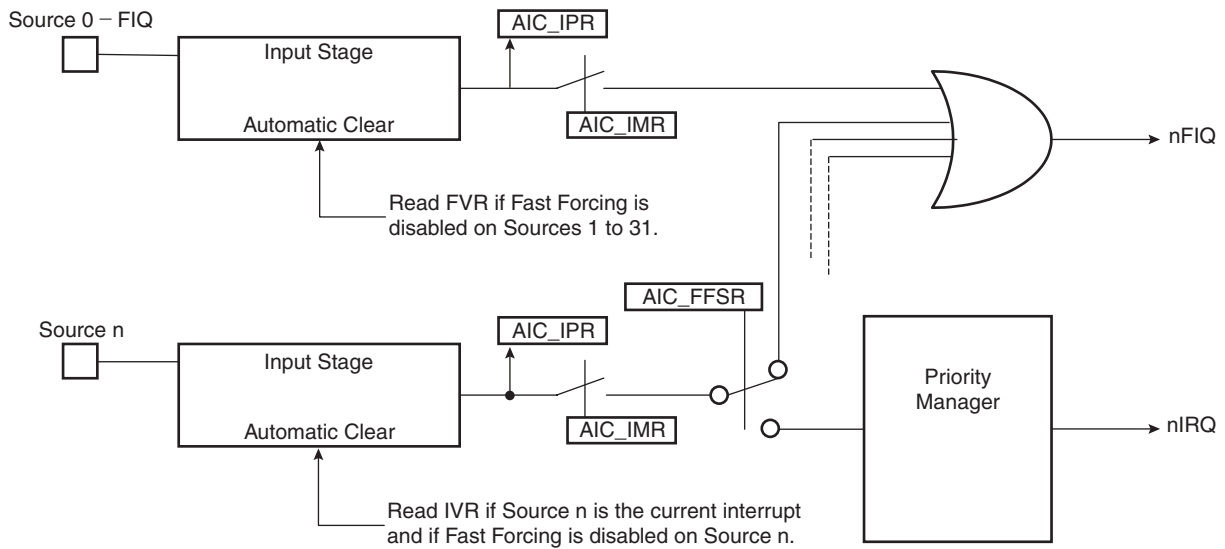 Source 0 – FIQ
AIC_IPR
Input Stage
Automatic Clear
AIC_IMR
nFIQ
Read FVR if Fast Forcing is
disabled on Sources 1 to 31.
AIC_FFSR
Source n
AIC_IPR
Input Stage
Priority
Manager
Automatic Clear
AIC_IMR
nIRQ
Read IVR if Source n is the current interrupt
and if Fast Forcing is disabled on Source n.